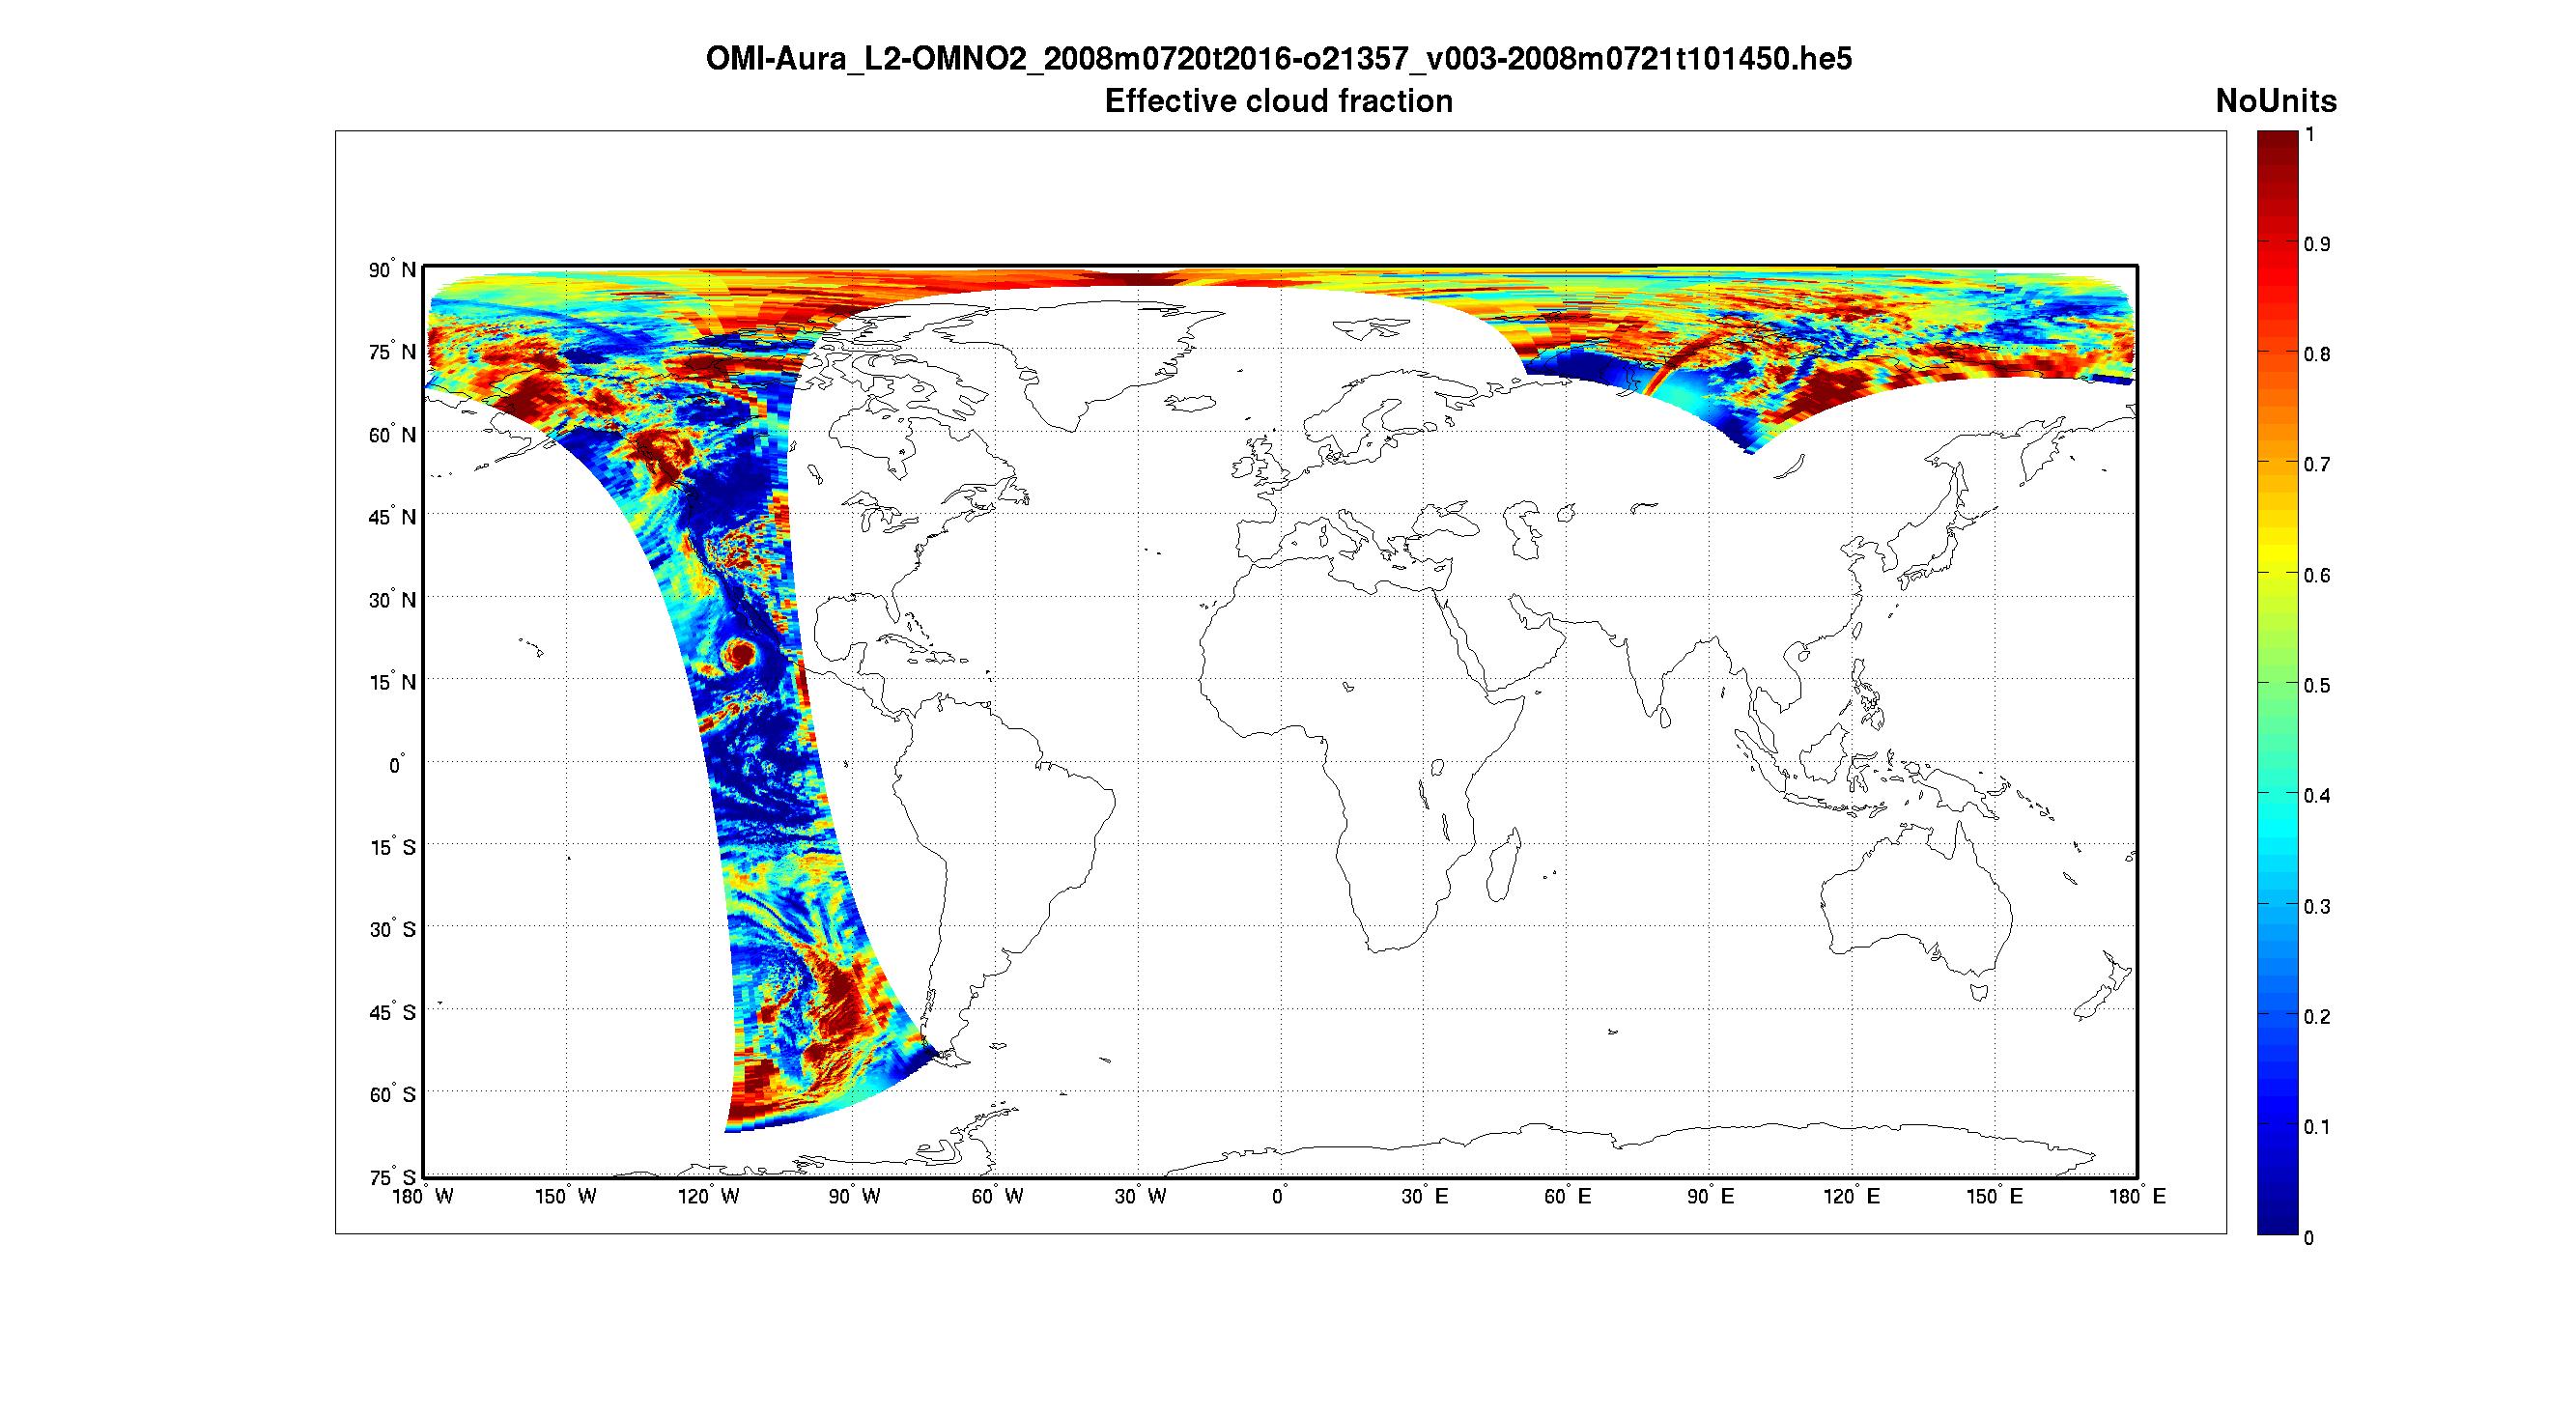 OMI-Aura_L2-OMNO2_2008m0720t2016-o21357_v003-2008m0721t101450.he5
Effective cloud fraction
NoUnits
90° N
75° N
60° N
45° N
30° N
15° N
0°
15° S
30° S
45° S
60° S
75° S
180° W
150° W
120° W
90° W
60° W
30° W
0°
30° E
60° E
90° E
120° E
150° E
180° E
1
0.9
0.8
0.7
0.6
0.5
0.4
0.3
0.2
0.1
0